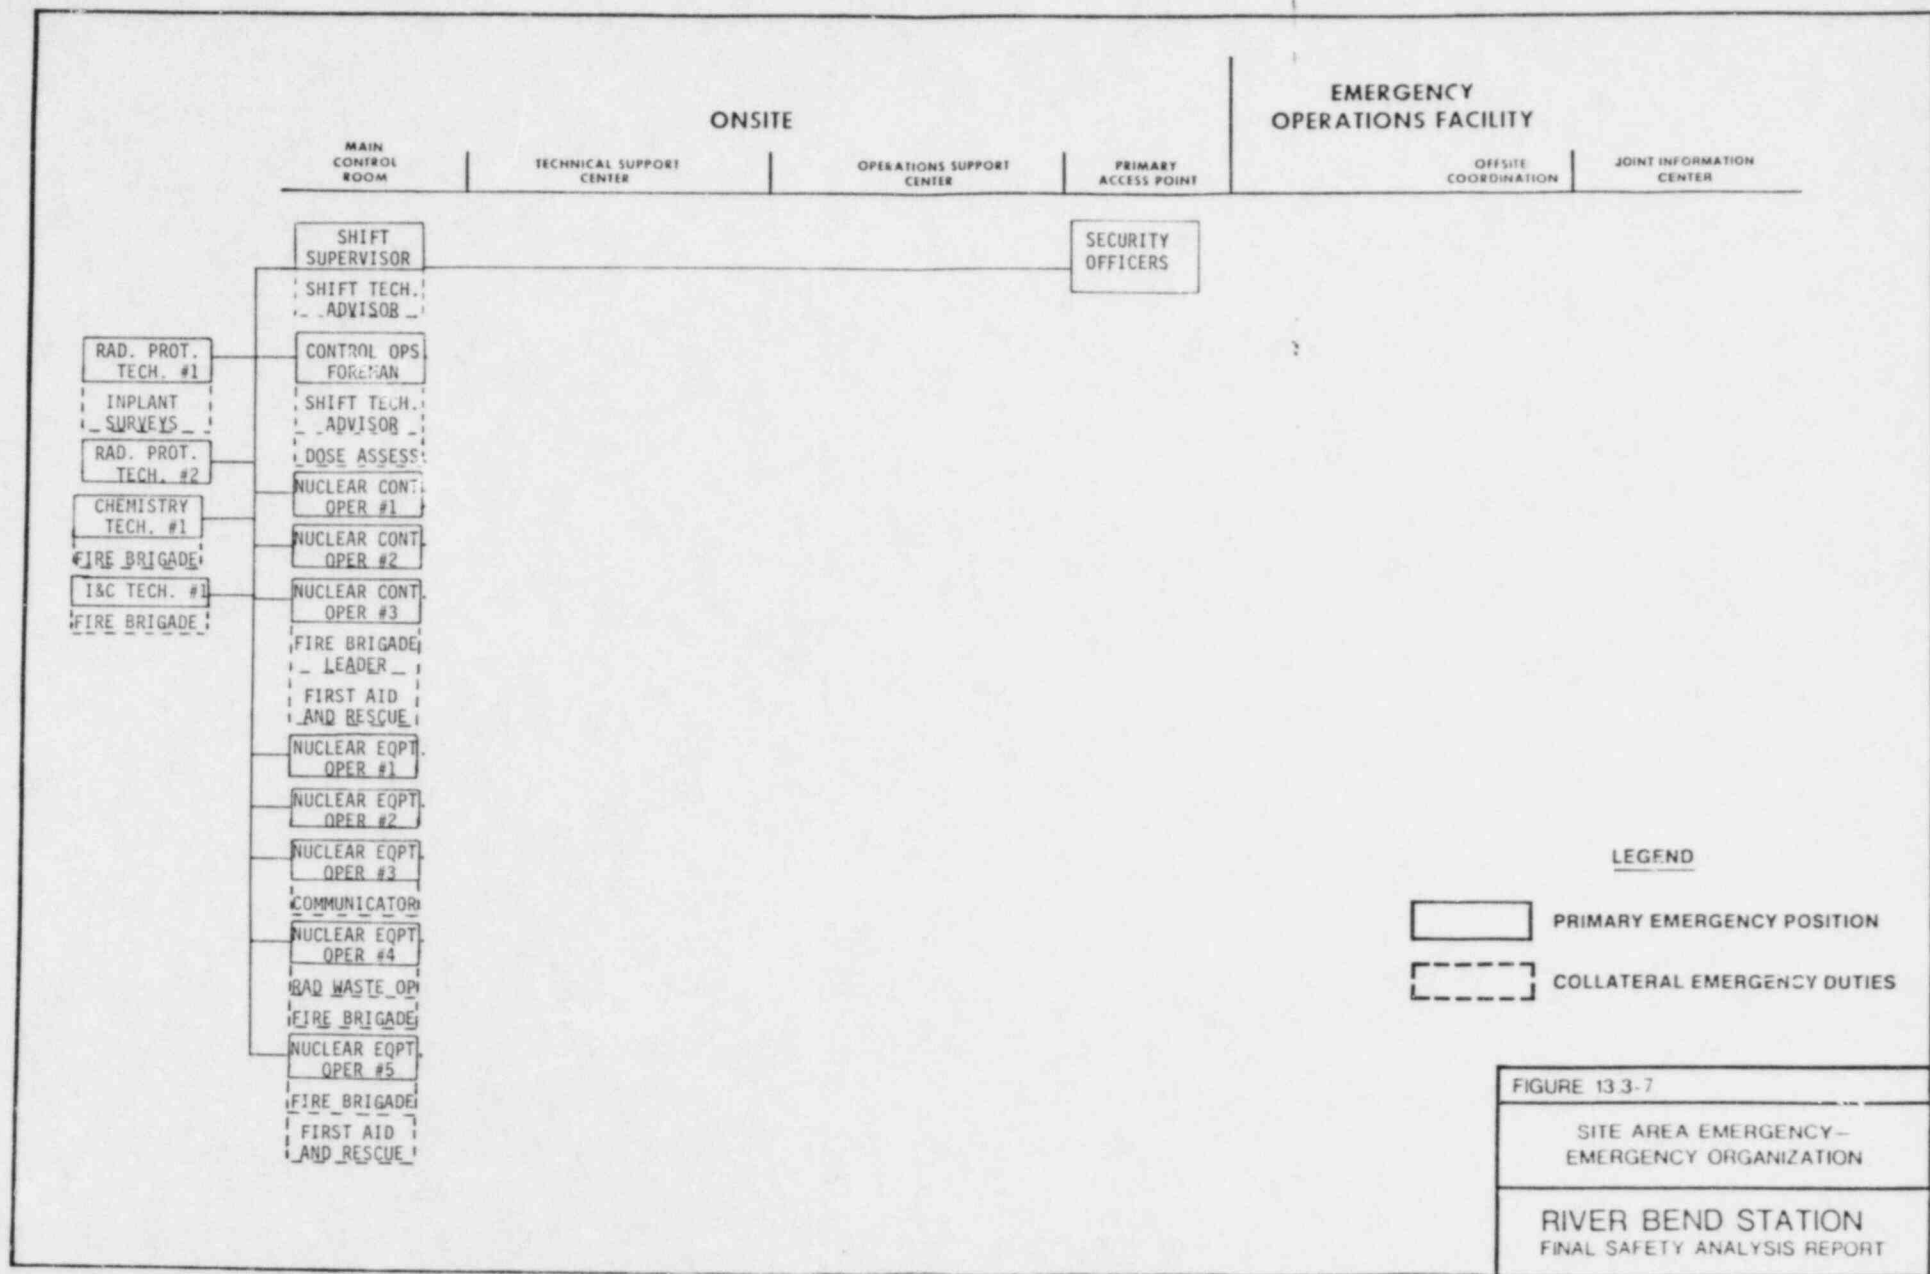 ONSITE
EMERGENCY
OPERATIONS FACILITY
MAIN
CONTROL
ROOM
TECHNICAL SUPPORT
CENTER
OPERATIONS SUPPORT
CENTER
PRIMARY
ACCESS POINT
OFFSITE
COORDINATION
JOINT INFORMATION
CENTER
SHIFT
SUPERVISOR
SHIFT TECH.
ADVISOR
SECURITY
OFFICERS
RAD. PROT.
TECH. #1
INPLANT
SURVEYS
RAD. PROT.
TECH. #2
CHEMISTRY
TECH. #1
FIRE BRIGADE
I&C TECH. #1
FIRE BRIGADE
CONTROL OPS
FOREMAN
SHIFT TECH.
ADVISOR
DOSE ASSESS
NUCLEAR CONT.
OPER #1
NUCLEAR CONT.
OPER #2
NUCLEAR CONT.
OPER #3
FIRE BRIGADE
LEADER
FIRST AID
AND RESCUE
NUCLEAR EQPT.
OPER #1
NUCLEAR EQPT.
OPER #2
NUCLEAR EQPT.
OPER #3
COMMUNICATOR
NUCLEAR EQPT.
OPER #4
RAD WASTE OP
FIRE BRIGADE
NUCLEAR EQPT.
OPER #5
FIRE BRIGADE
FIRST AID
AND RESCUE
LEGEND
PRIMARY EMERGENCY POSITION
COLLATERAL EMERGENCY DUTIES
FIGURE 13.3-7
SITE AREA EMERGENCY—
EMERGENCY ORGANIZATION
RIVER BEND STATION
FINAL SAFETY ANALYSIS REPORT